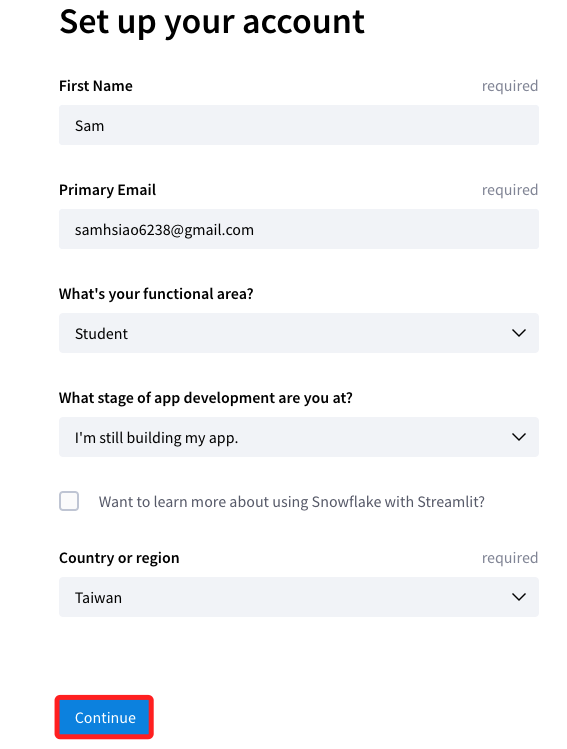 Set up your account
First Name required
Sam
Primary Email required
samhsiao6238@gmail.com
What's your functional area?
Student
What stage of app development are you at?
I'm still building my app.
Want to learn more about using Snowflake with Streamlit?
Country or region required
Taiwan
Continue